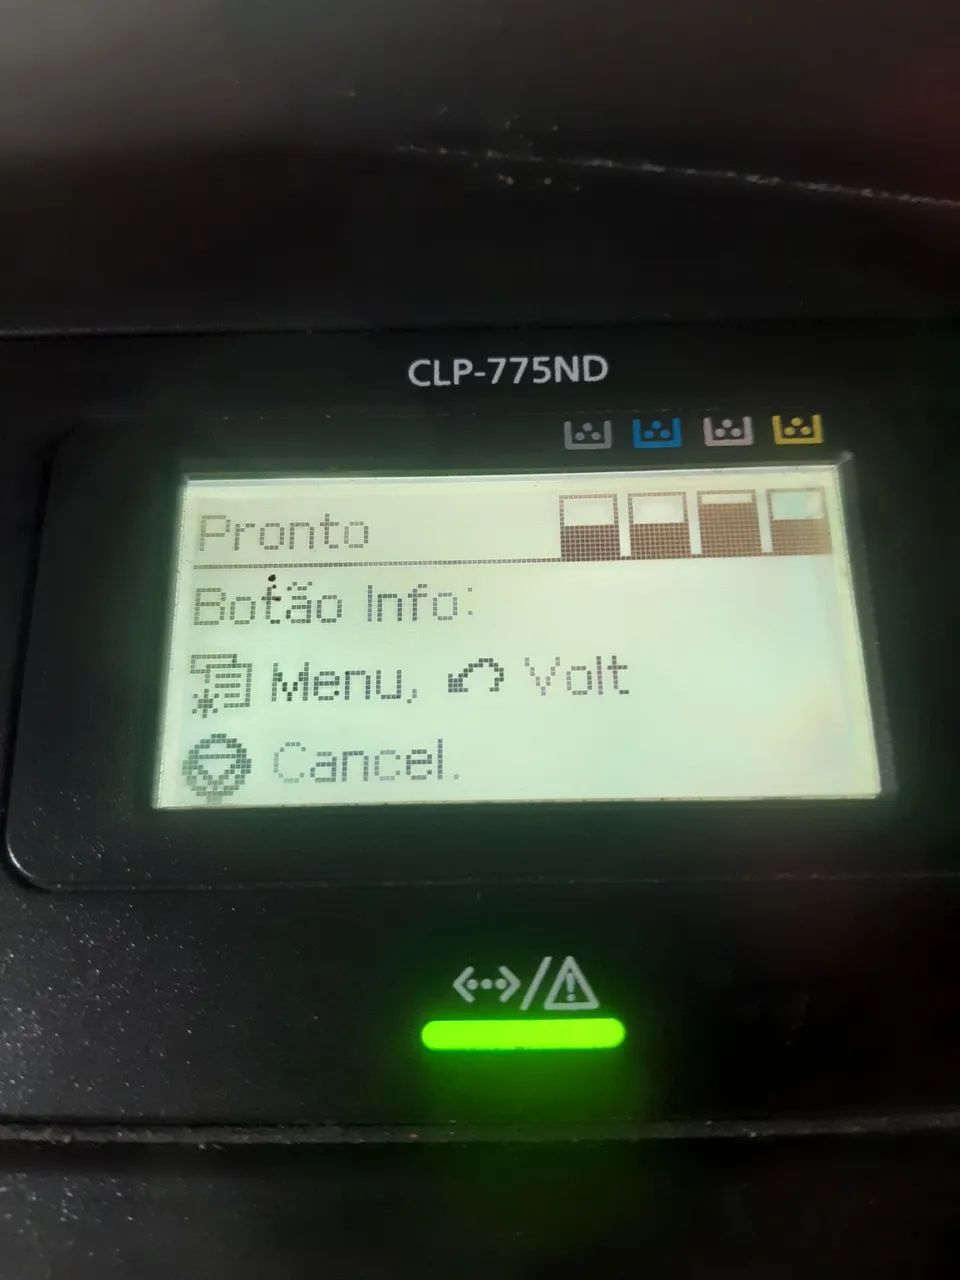 CLP-775ND
Pronto
Botão Info:
Menu, Volt
Cancel.